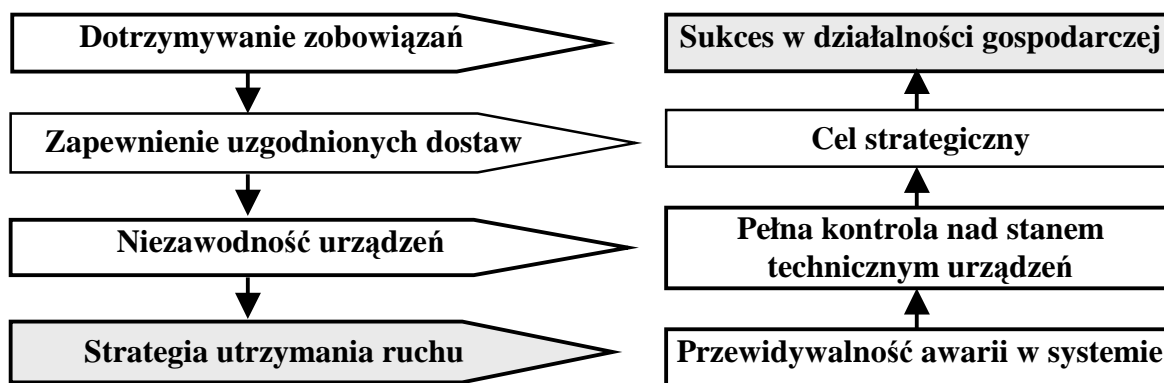 Dotrzymywanie zobowiązań
Sukces w działalności gospodarczej
Zapewnienie uzgodnionych dostaw
Cel strategiczny
Niezawodność urządzeń
Pełna kontrola nad stanem
technicznym urządzeń
Strategia utrzymania ruchu
Przewidywalność awarii w systemie